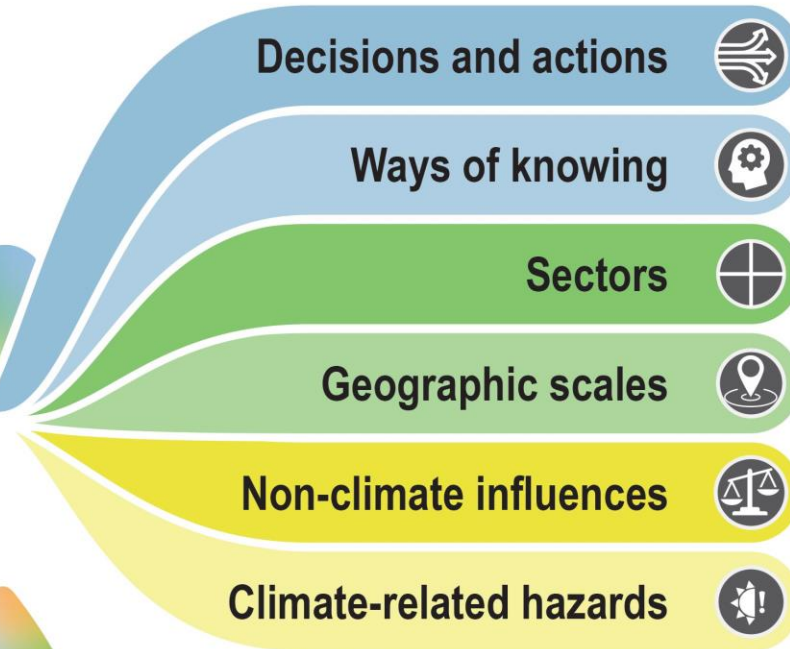 Decisions and actions
Ways of knowing
Sectors
Geographic scales
Non-climate influences
Climate-related hazards